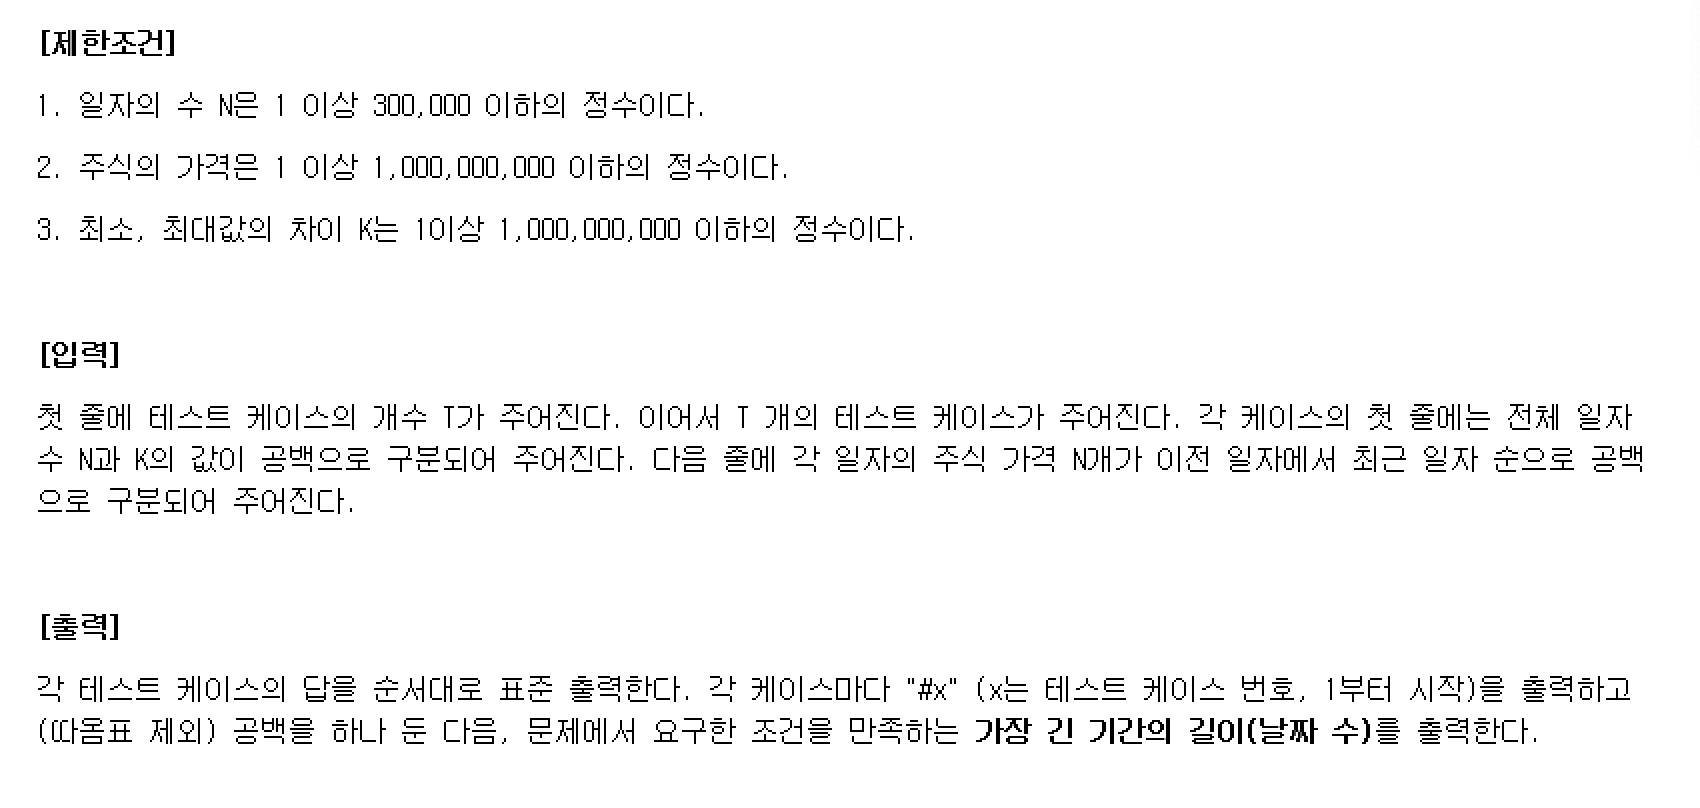 [제한조건]
1. 일자의 수 N은 1 이상 300,000 이하의 정수이다.
2. 주식의 가격은 1 이상 1,000,000,000 이하의 정수이다.
3. 최소, 최대값의 차이 K는 1이상 1,000,000,000 이하의 정수이다.
[입력]
첫 줄에 테스트 케이스의 개수 T가 주어진다. 이어서 T 개의 테스트 케이스가 주어진다. 각 케이스의 첫 줄에는 전체 일자
수 N과 K의 값이 공백으로 구분되어 주어진다. 다음 줄에 각 일자의 주식 가격 N개가 이전 일자에서 최근 일자 순으로 공백
으로 구분되어 주어진다.
[출력]
각 테스트 케이스의 답을 순서대로 표준 출력한다. 각 케이스마다 "#x" (x는 테스트 케이스 번호, 1부터 시작)을 출력하고
(따옴표 제외) 공백을 하나 둔 다음, 문제에서 요구한 조건을 만족하는 가장 긴 기간의 길이(날짜 수)를 출력한다.